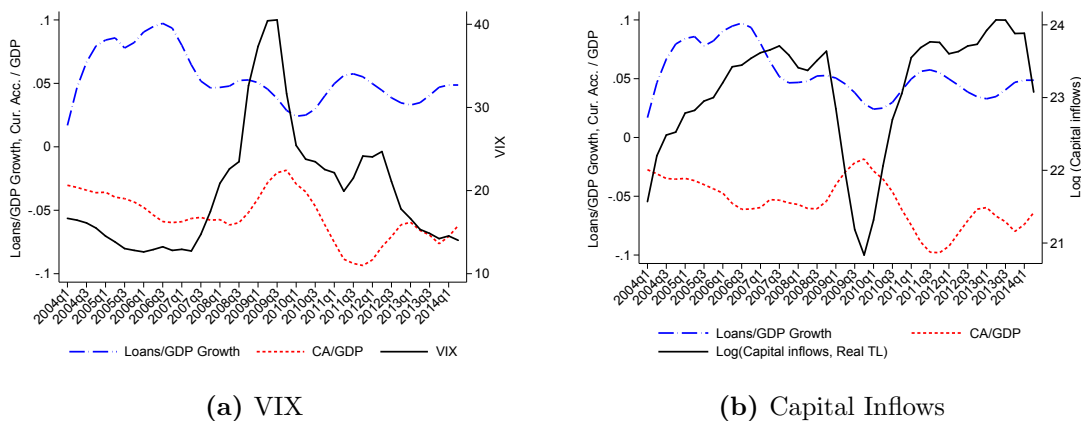 Loans/GDP Growth, Cur. Acc. / GDP
.1
.05
0
-.05
-.1
40
30
20
10
VIX
2004q1
2004q3
2005q1
2005q3
2006q1
2006q3
2007q1
2007q3
2008q1
2008q3
2009q1
2009q3
2010q1
2010q3
2011q1
2011q3
2012q1
2012q3
2013q1
2013q3
2014q1
Loans/GDP Growth CA/GDP VIX
(a) VIX
Loans/GDP Growth, Cur. Acc. / GDP
.1
.05
0
-.05
-.1
24
23
22
21
Log(Capital inflows)
2004q1
2004q3
2005q1
2005q3
2006q1
2006q3
2007q1
2007q3
2008q1
2008q3
2009q1
2009q3
2010q1
2010q3
2011q1
2011q3
2012q1
2012q3
2013q1
2013q3
2014q1
Loans/GDP Growth CA/GDP
Log(Capital inflows, Real TL)
(b) Capital Inflows